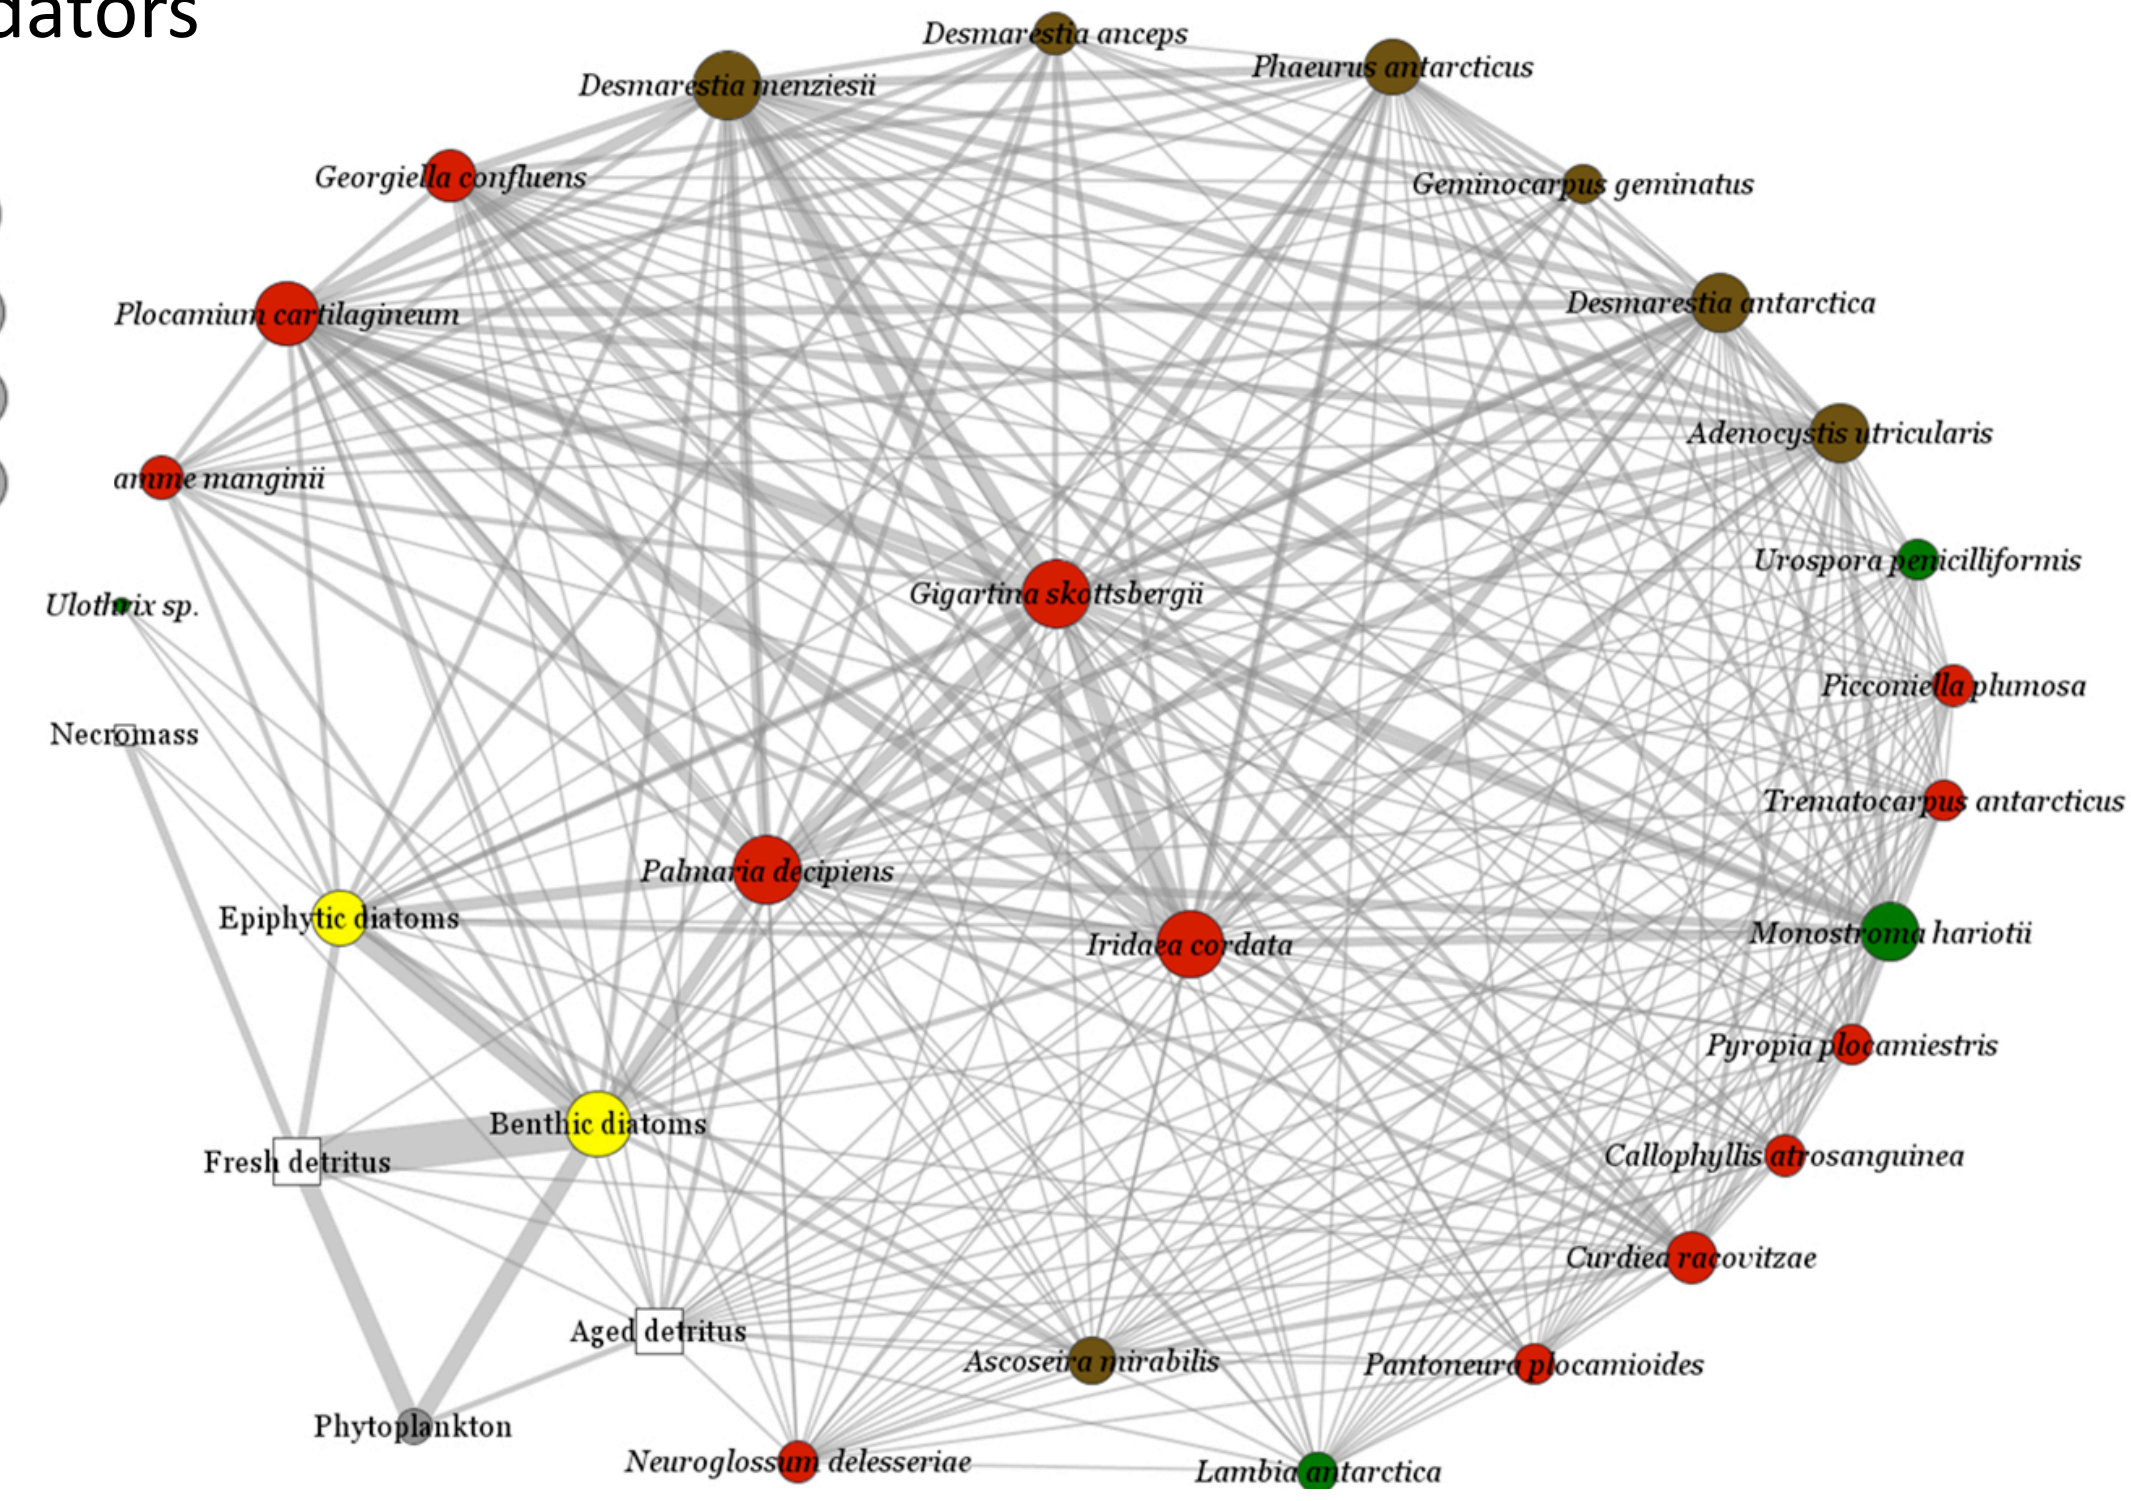 dators
Desmarestia anceps
Phaeurus antarcticus
Desmarestia menziesii
Georgiella confluens
Geminocarpus geminatus
Desmarestia antarctica
Plocamium cartilagineum
Adenocystis utricularis
amme manginii
Urospora penicilliformis
Gigartina skottsbergii
Ulothrix sp.
Picconiella plumosa
Necromass
Trematocarpus antarcticus
Palmaria decipiens
Epiphytic diatoms
Monostroma hariotii
Iridaea cordata
Pyropia plocamiestris
Benthic diatoms
Callophyllis atrosanguinea
Fresh detritus
Curdiea racovitzae
Aged detritus
Ascoseira mirabilis
Pantoneura plocamioides
Phytoplankton
Neuroglossum delesseriae
Lambia antarctica